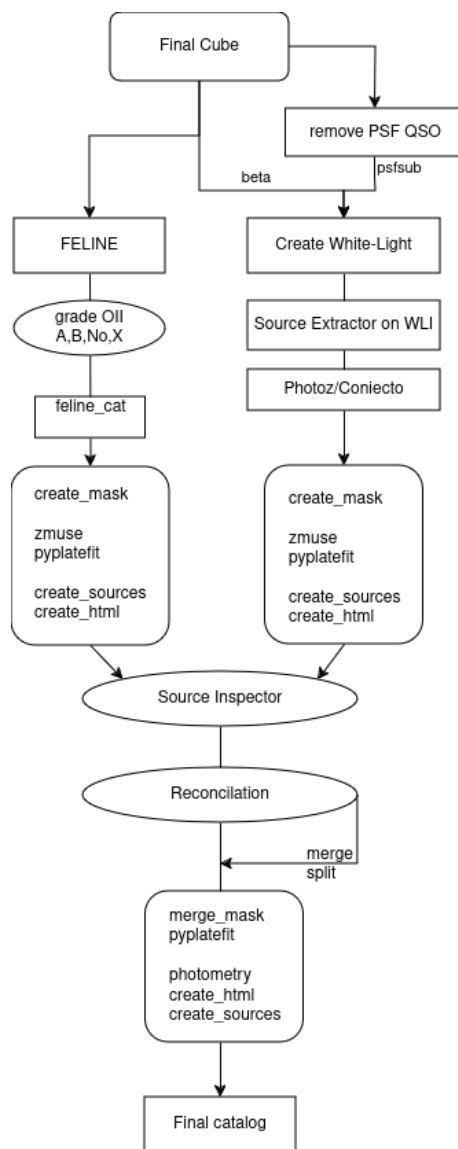 Final Cube
remove PSF QSO
psfsub
beta
FELINE
Create White-Light
grade OII
A,B,No,X
Source Extractor on WLI
Photoz/Coniecto
feline_cat
create_mask
zmuse
pyplatefit
create_sources
create_html
create_mask
zmuse
pyplatefit
create_sources
create_html
Source Inspector
Reconcilation
merge
split
merge_mask
pyplatefit
photometry
create_html
create_sources
Final catalog